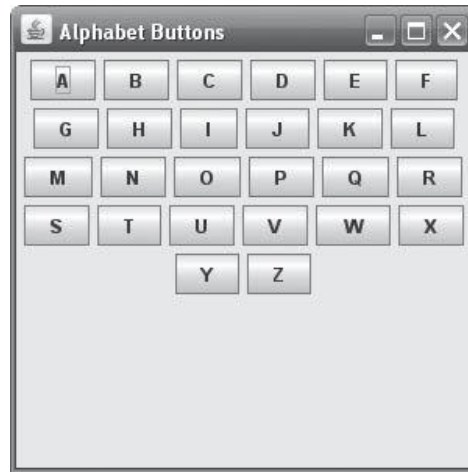 Alphabet Buttons
A B C D E F
G H I J K L
M N O P Q R
S T U V W X
Y Z